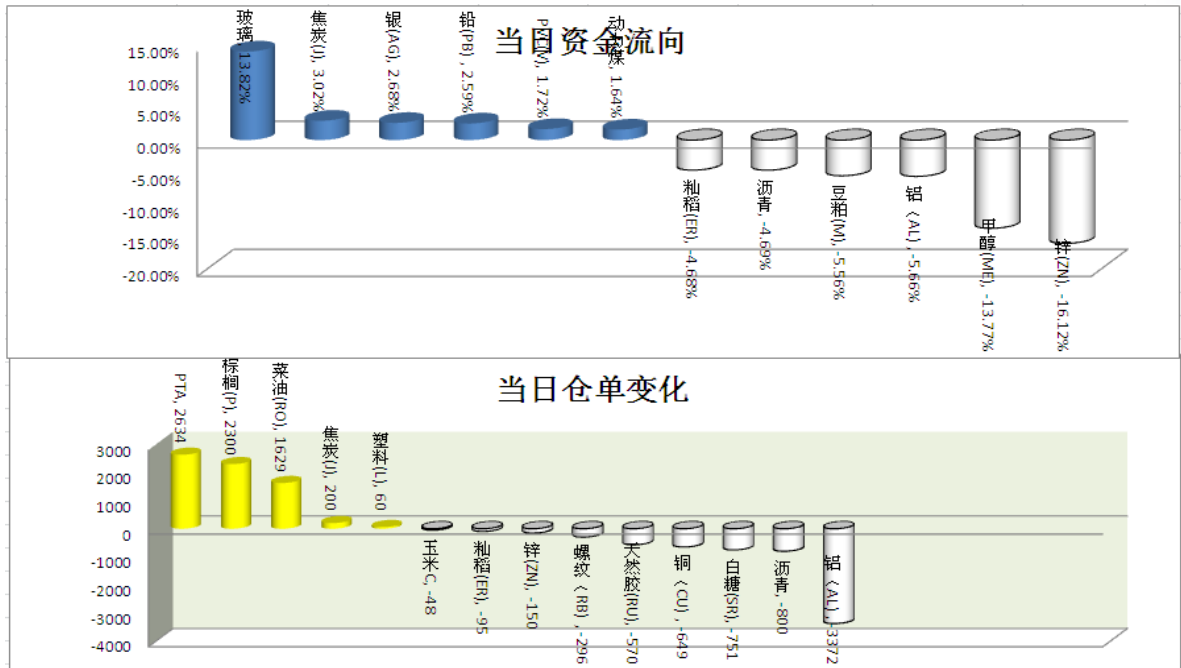 当日资金流向
15.00%
10.00%
5.00%
0.00%
-5.00%
-10.00%
-15.00%
-20.00%
玻璃, 13.82%
焦炭(J), 3.02%
银(AG), 2.68%
铅(PB), 2.59%
1.72%
1.64%
籼稻(ER), -4.68%
沥青, -4.69%
豆粕(M), -5.56%
铝〈AL〉, -5.66%
甲醇(ME), -13.77%
锌(ZN), -16.12%
当日仓单变化
3000
2000
1000
0
-1000
-2000
-3000
-4000
PTA, 2634
棕榈(P), 2300
菜油(RO), 1629
焦炭(J), 200
塑料(L), 60
玉米C, -48
籼稻(ER), -95
锌(ZN), -150
螺纹〈RB〉, -296
天然胶(RU), -570
铜〈CU〉, -649
白糖(SR), -751
沥青, -800
铝〈AL〉, -3372